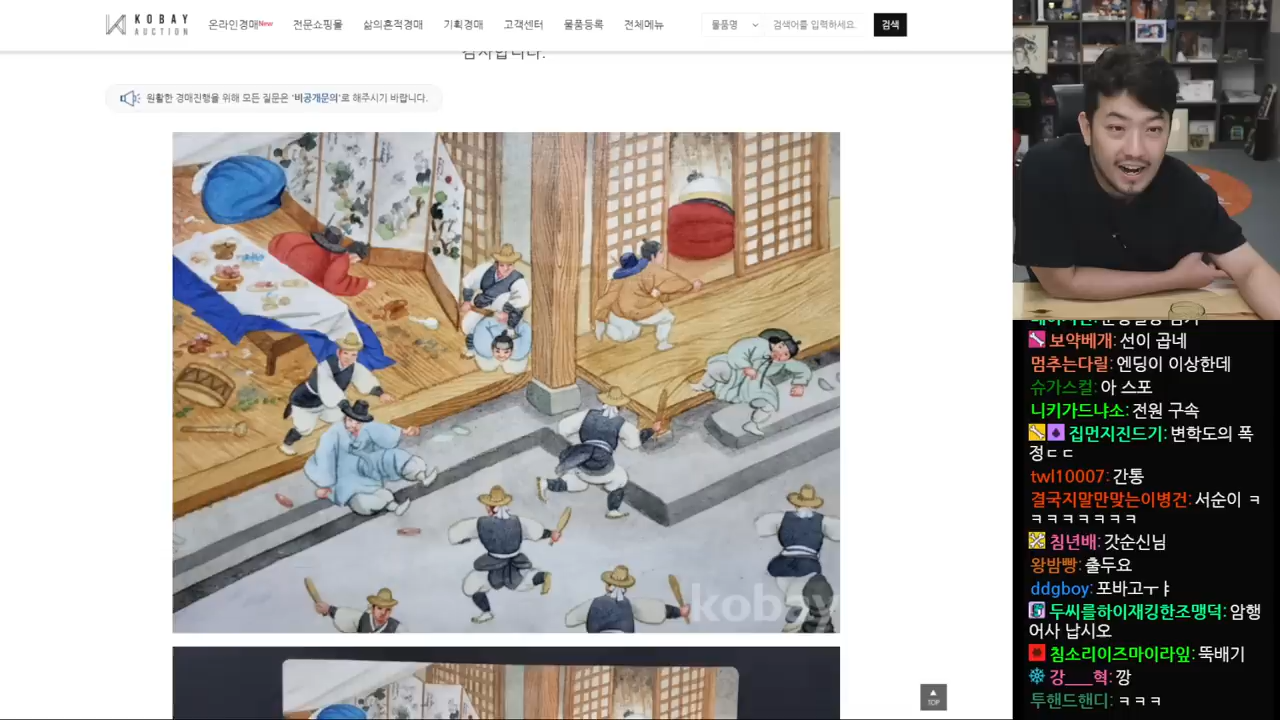 KOBAY
AUCTION
온라인경매New
전문쇼핑몰
삶의흔적경매
기획경매
고객센터
물품등록
전체메뉴
물품명
검색어를 입력하세요.
검색
감사합니다.
원활한 경매진행을 위해 모든 질문은 '비공개문의'로 해주시기 바랍니다.
kobay
▲
TOP
보약베개: 선이 곱네
멈추는다릴: 엔딩이 이상한데
슈가스컬: 아 스포
니키가드냐소: 전원 구속
집먼지진드기: 변학도의 폭
정ㄷㄷ
twl10007: 간통
결국지말만맞는이병건: 서순이 ㅋ
ㅋㅋㅋㅋㅋㅋㅋ
침년배: 갓순신님
왕밤빵: 출두요
ddgboy: 포바고ㅜㅑ
두씨를하이재킹한조맹덕: 암행
어사 납시오
침소리이즈마이라잎: 뚝배기
강___혁: 깡
투핸드핸디: ㅋㅋㅋ